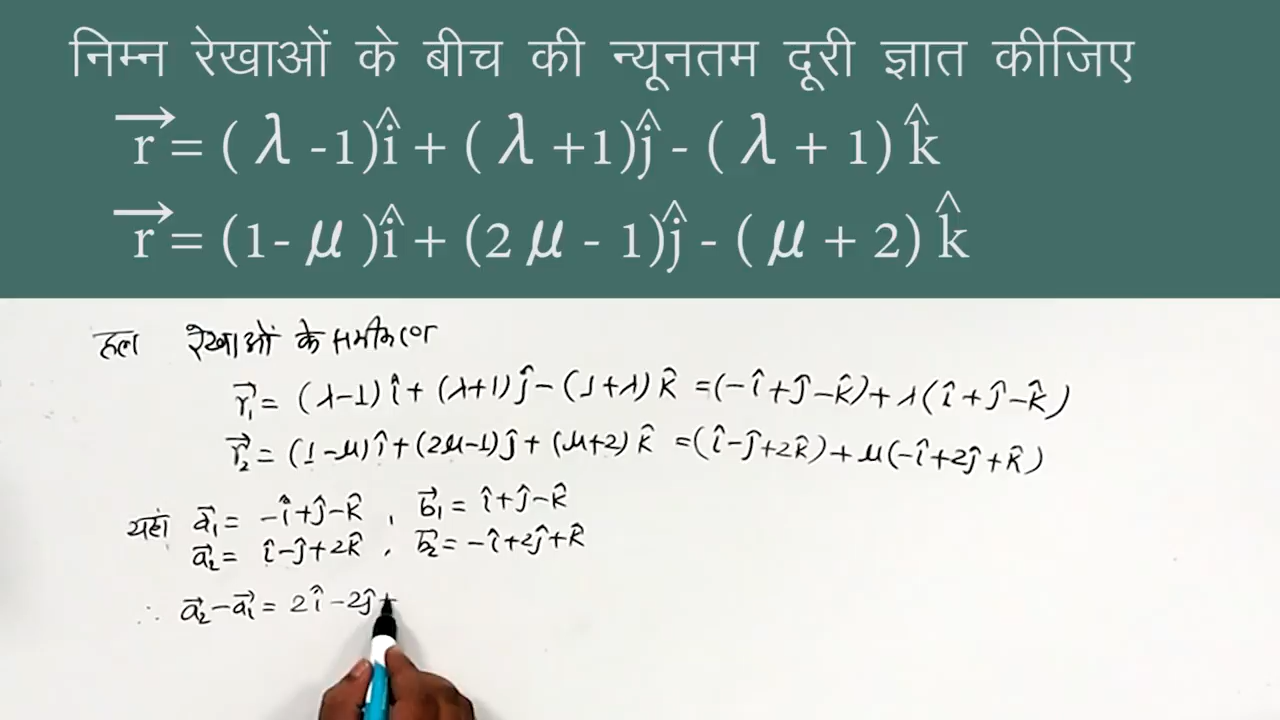 निम्न रेखाओं के बीच की न्यूनतम दूरी ज्ञात कीजिए
r⃗ = ( λ -1)î + ( λ +1)ĵ - ( λ + 1) k̂
r⃗ = (1- μ )î + (2 μ - 1)ĵ - ( μ + 2) k̂
हल रेखाओं के समीकरण
r⃗₁ = (λ-1) î + (λ+1) ĵ - (1+λ) k̂ = (-î+ĵ-k̂) + λ(î+ĵ-k̂)
r⃗₂ = (1-μ) î + (2μ-1) ĵ + (μ+2) k̂ = (î-ĵ+2k̂) + μ(-î+2ĵ+k̂)
यहां a⃗₁ = -î+ĵ-k̂ , b⃗₁ = î+ĵ-k̂
a⃗₂ = î-ĵ+2k̂ , b⃗₂ = -î+2ĵ+k̂
∴ a⃗₂-a⃗₁ = 2î-2ĵ+